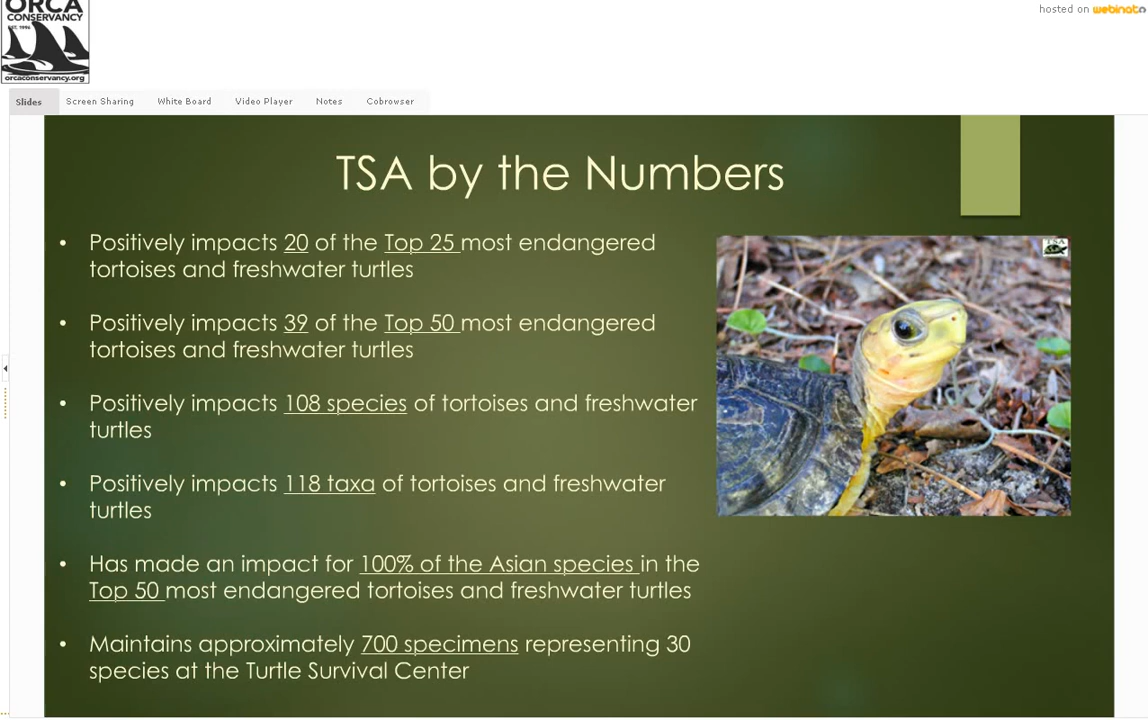 ORCA
CONSERVANCY
EST. 1996
orcaconservancy.org
hosted on webinato
Slides
Screen Sharing
White Board
Video Player
Notes
Cobrowser
TSA by the Numbers
• Positively impacts 20 of the Top 25 most endangered
tortoises and freshwater turtles
• Positively impacts 39 of the Top 50 most endangered
tortoises and freshwater turtles
• Positively impacts 108 species of tortoises and freshwater
turtles
• Positively impacts 118 taxa of tortoises and freshwater
turtles
• Has made an impact for 100% of the Asian species in the
Top 50 most endangered tortoises and freshwater turtles
• Maintains approximately 700 specimens representing 30
species at the Turtle Survival Center
TSA